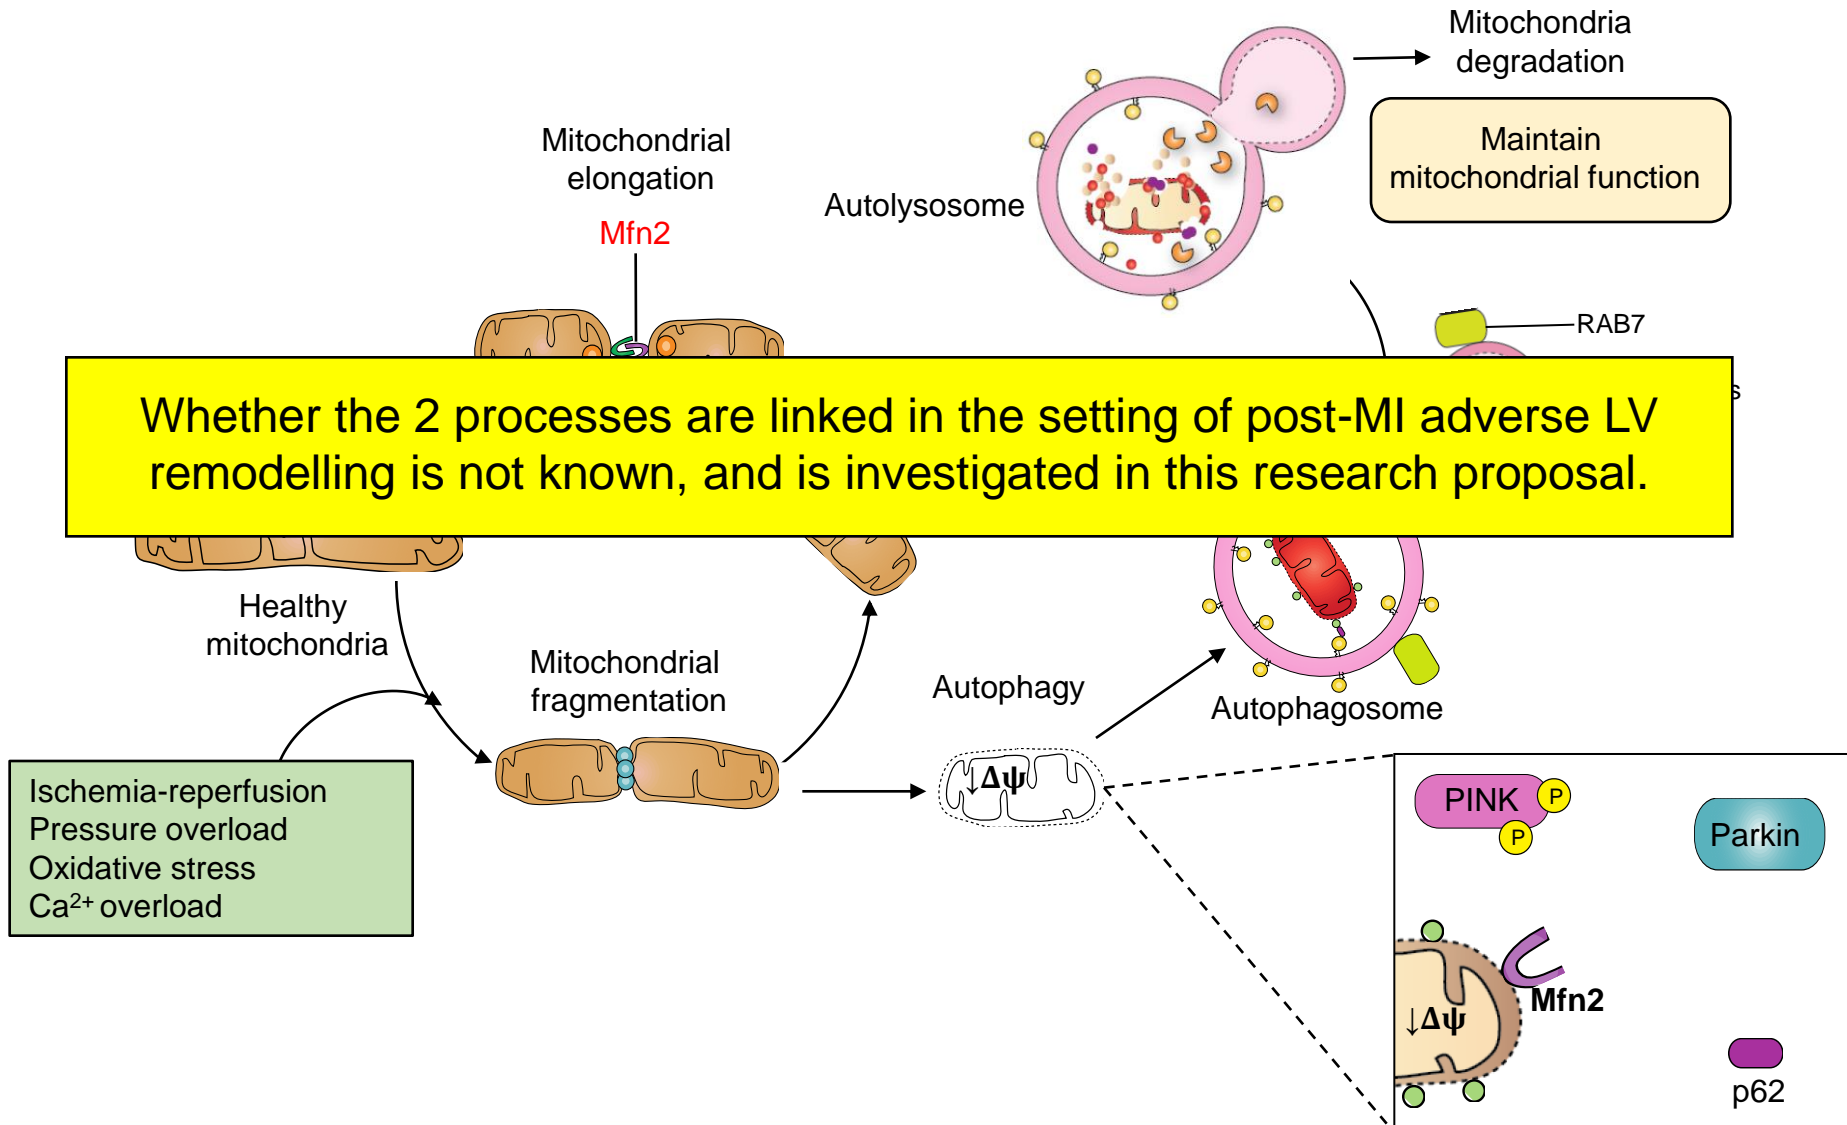 Mitochondria
degradation
Maintain
mitochondrial function
Mitochondrial
elongation
Mfn2
Autolysosome
RAB7
s
Whether the 2 processes are linked in the setting of post-MI adverse LV
remodelling is not known, and is investigated in this research proposal.
Healthy
mitochondria
Mitochondrial
fragmentation
Autophagy
Autophagosome
Ischemia-reperfusion
Pressure overload
Oxidative stress
Ca²⁺ overload
↓Δψ
PINK
P
P
Parkin
Mfn2
↓Δψ
p62